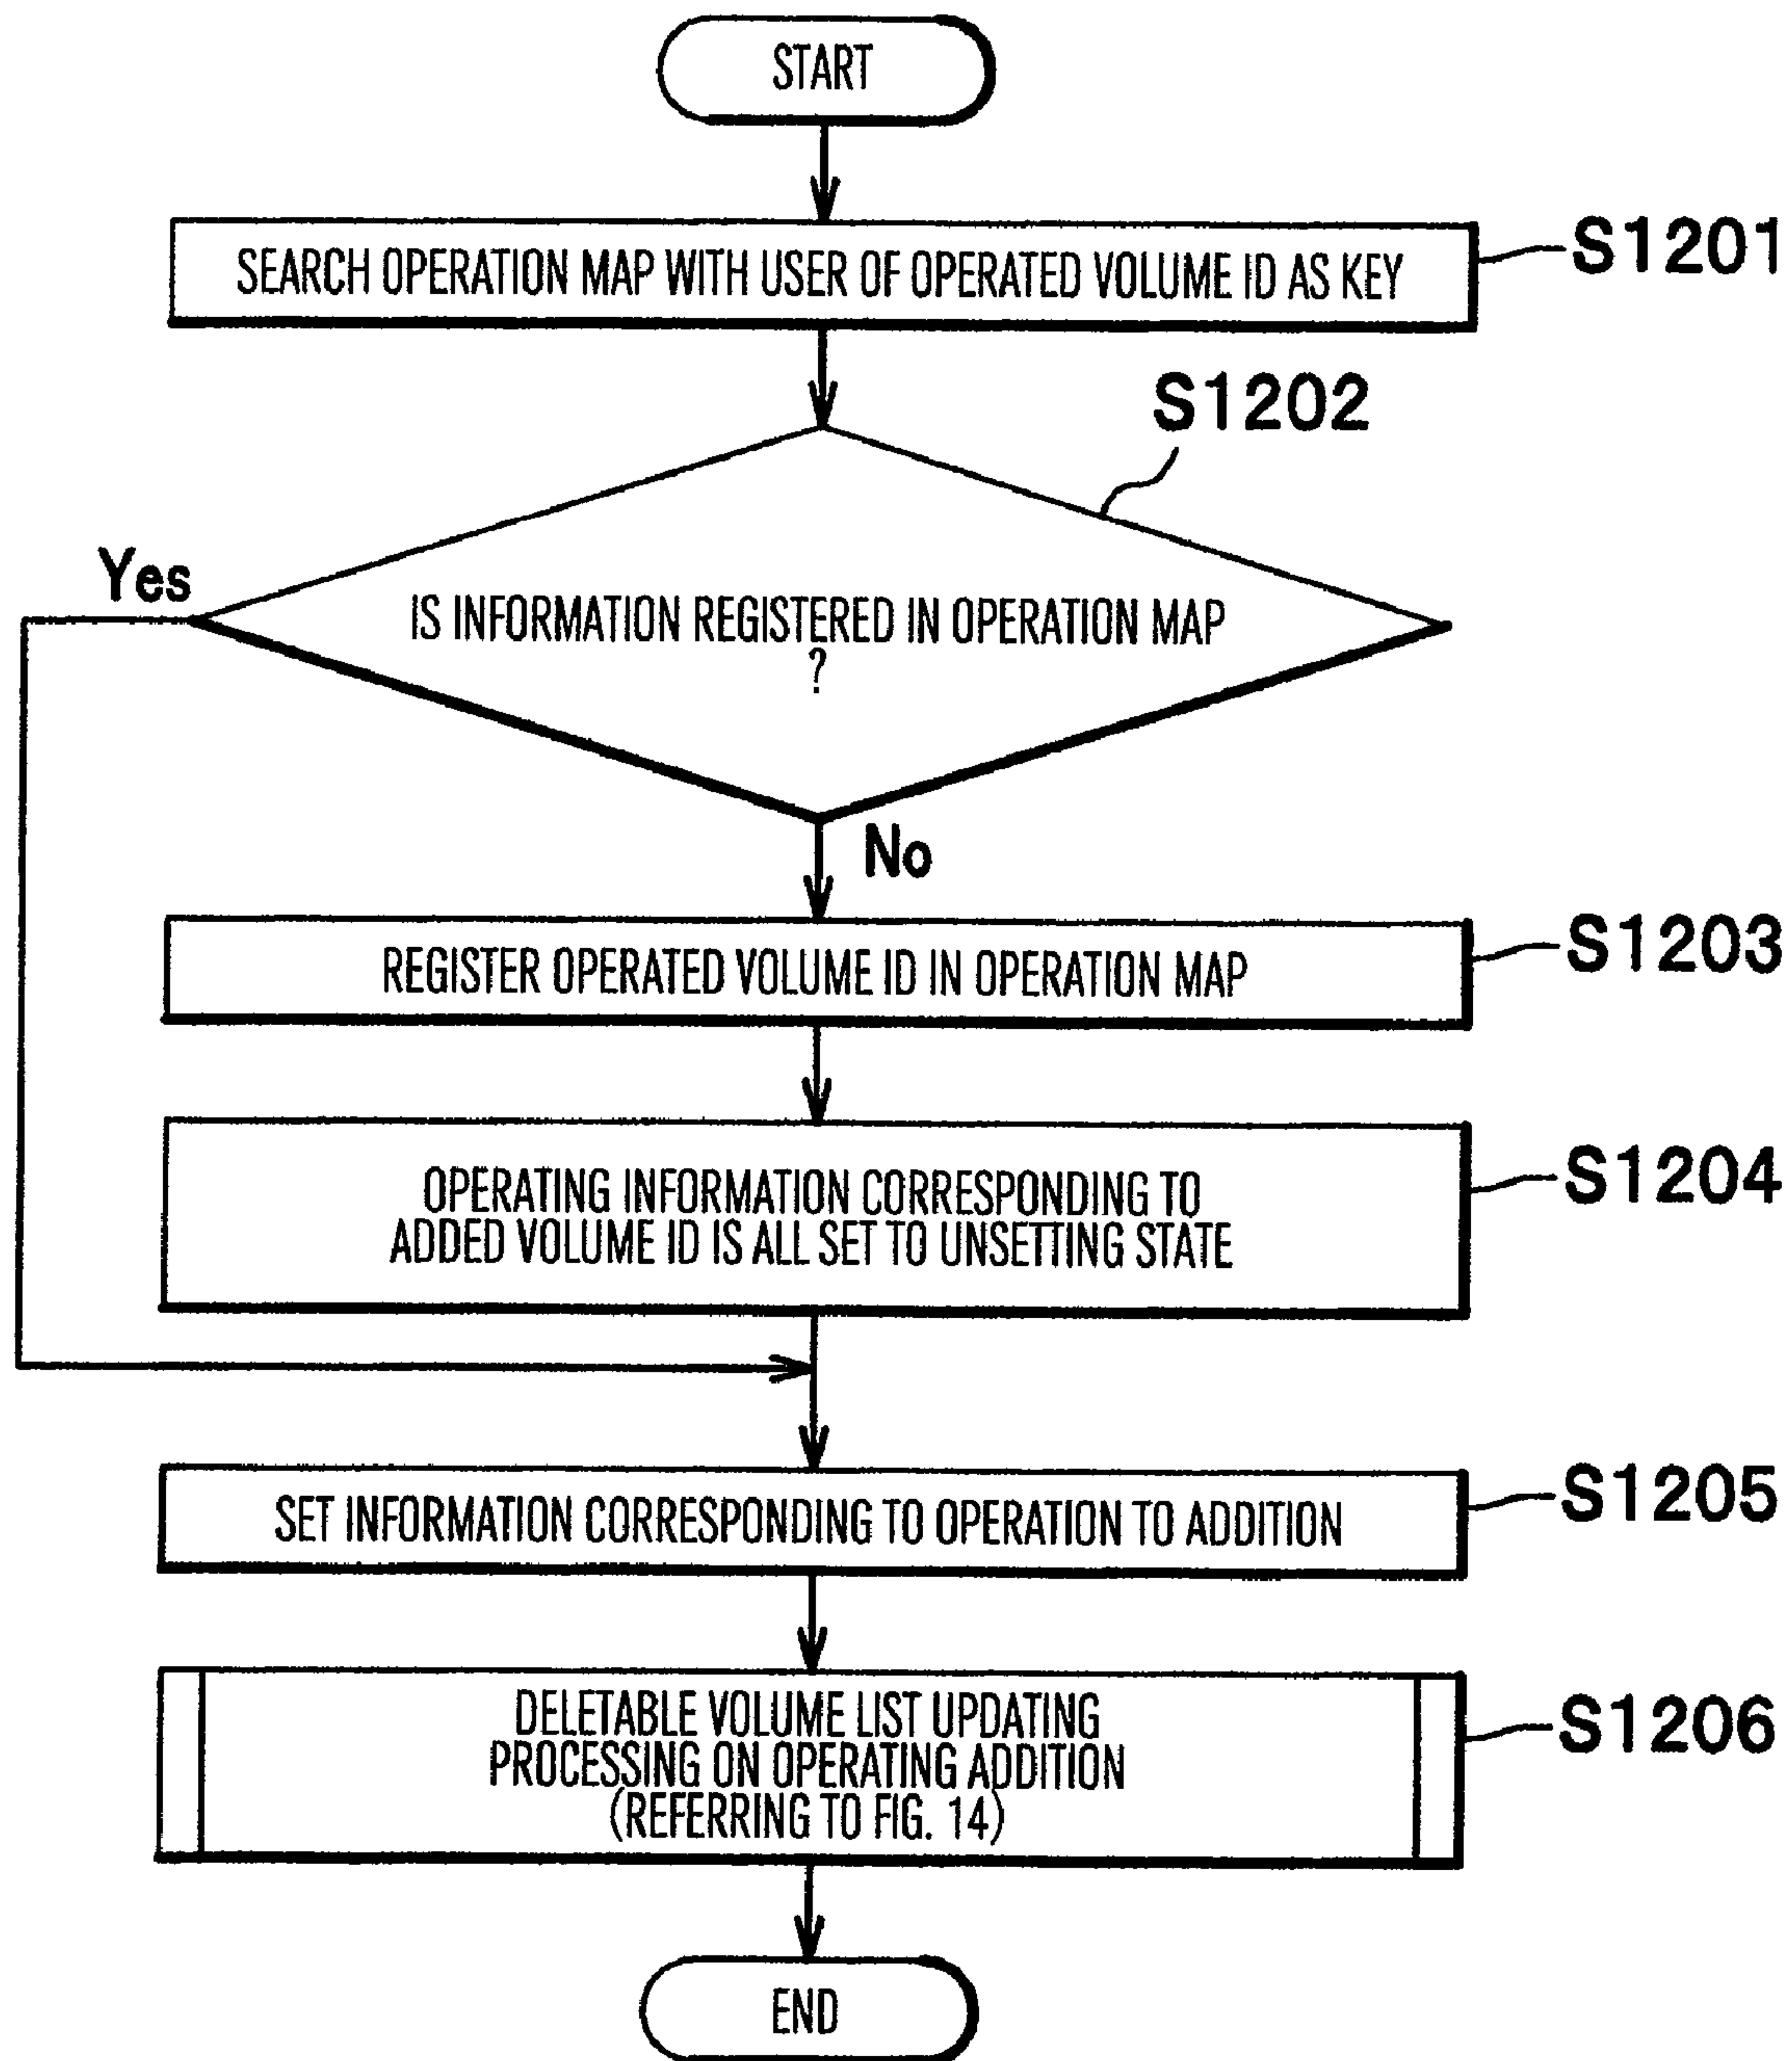 START
SEARCH OPERATION MAP WITH USER OF OPERATED VOLUME ID AS KEY
S1201
S1202
Yes
IS INFORMATION REGISTERED IN OPERATION MAP
?
No
REGISTER OPERATED VOLUME ID IN OPERATION MAP
S1203
OPERATING INFORMATION CORRESPONDING TO
ADDED VOLUME ID IS ALL SET TO UNSETTING STATE
S1204
SET INFORMATION CORRESPONDING TO OPERATION TO ADDITION
S1205
DELETABLE VOLUME LIST UPDATING
PROCESSING ON OPERATING ADDITION
(REFERRING TO FIG. 14)
S1206
END